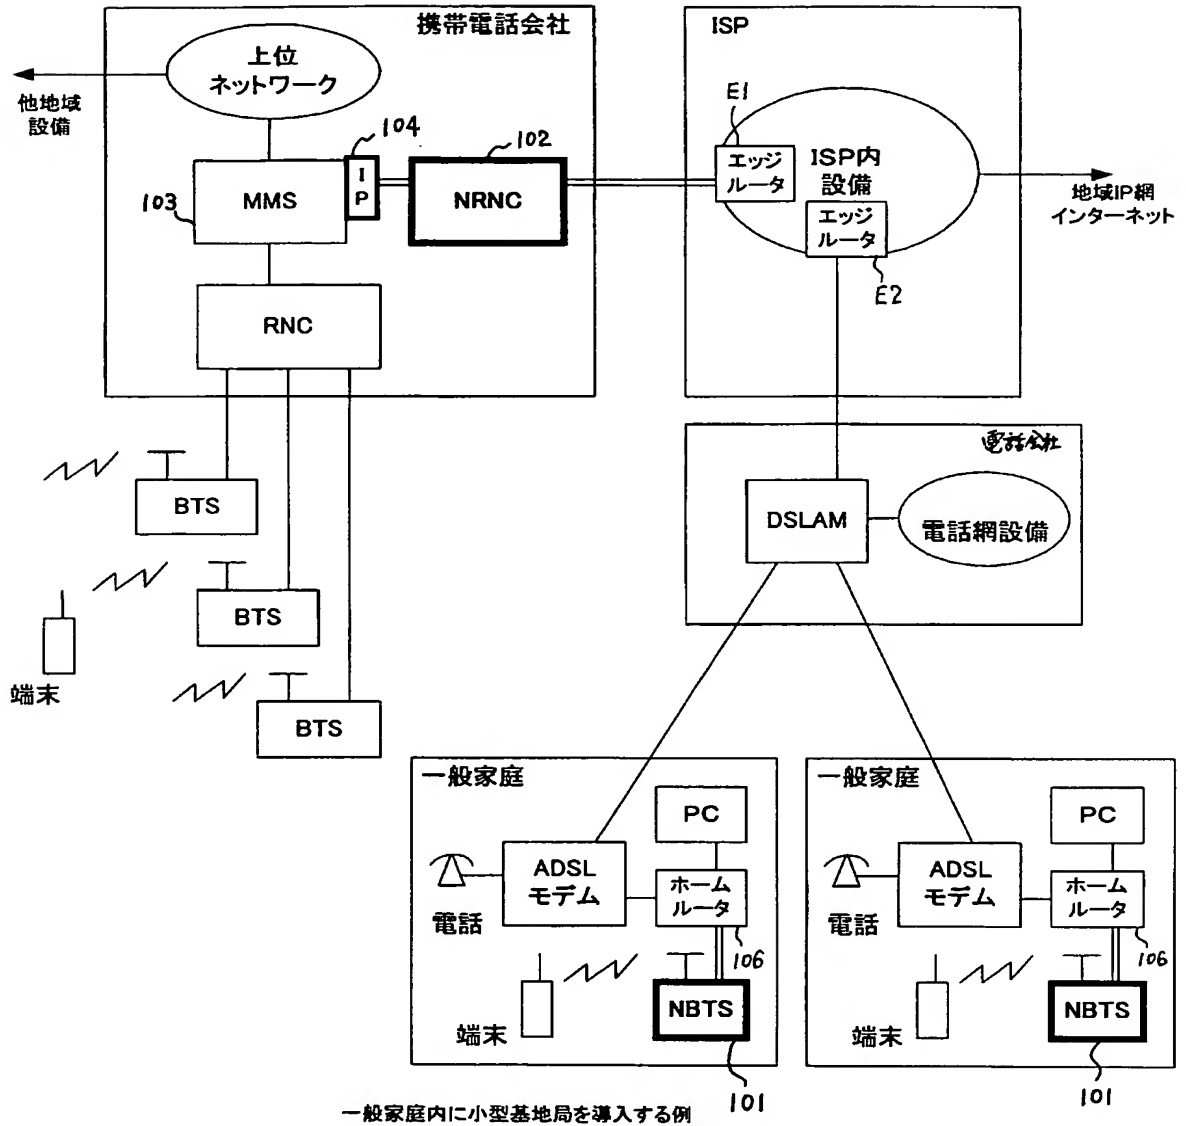 携帯電話会社
上位
ネットワーク
他地域
設備
104
102
I
P
MMS
NRNC
103
RNC
BTS
BTS
BTS
端末
ISP
E1
エッジ
ルータ
ISP内
設備
エッジ
ルータ
E2
地域IP網
インターネット
電話会社
DSLAM
電話網設備
一般家庭
PC
ADSL
モデム
ホーム
ルータ
電話
106
端末
NBTS
101
一般家庭
PC
ADSL
モデム
ホーム
ルータ
電話
106
端末
NBTS
101
一般家庭内に小型基地局を導入する例